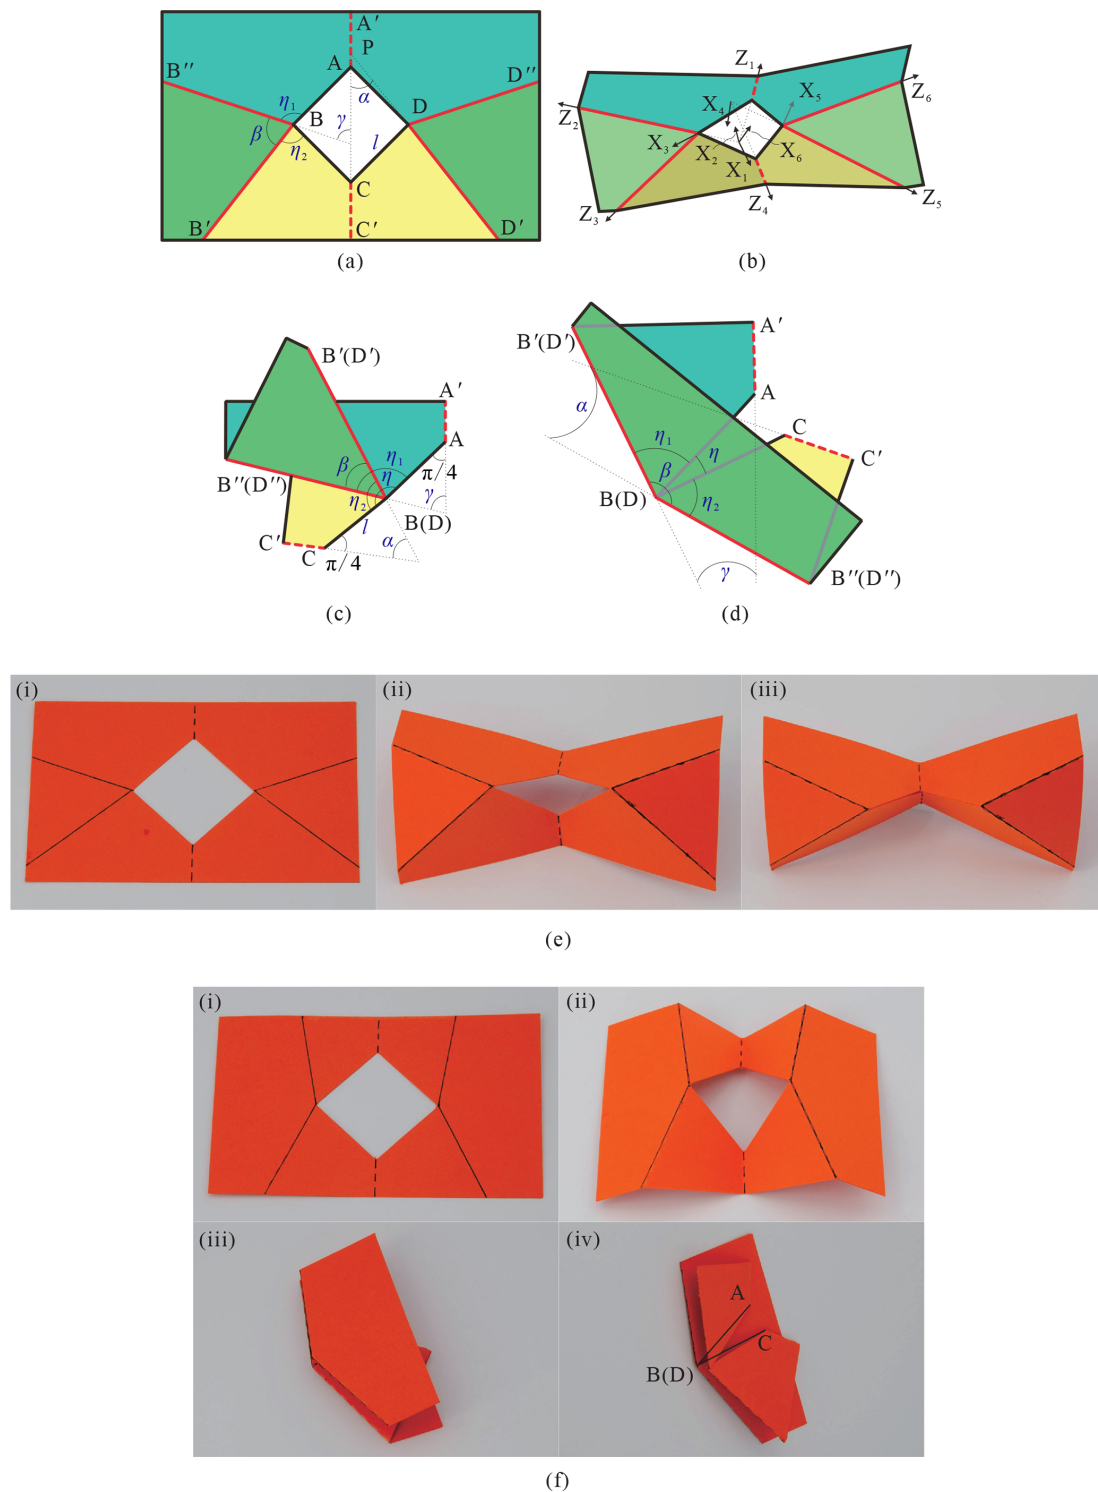 A′
P
A
B″
D″
η₁
α
B
D
β
γ
η₂
l
C
B′
C′
D′
(a)
Z₁
Z₂
X₄
X₅
Z₆
X₃
X₂
X₁
X₆
Z₃
Z₄
Z₅
(b)
B′(D′)
A′
A
β
η₁
η
π/4
B″(D″)
η₂
γ
l
B(D)
C′
C
π/4
α
(c)
A′
B′(D′)
A
α
C
η₁
η
C′
β
B(D)
η₂
B″(D″)
γ
(d)
(i)
(ii)
(iii)
(e)
(i)
(ii)
(iii)
(iv)
A
C
B(D)
(f)